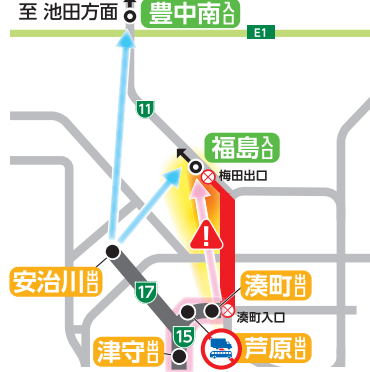 至 池田方面
豊中南入口
E1
11
福島入口
梅田出口
安治川出口
17
湊町出口
湊町入口
15
津守出口
芦原出口